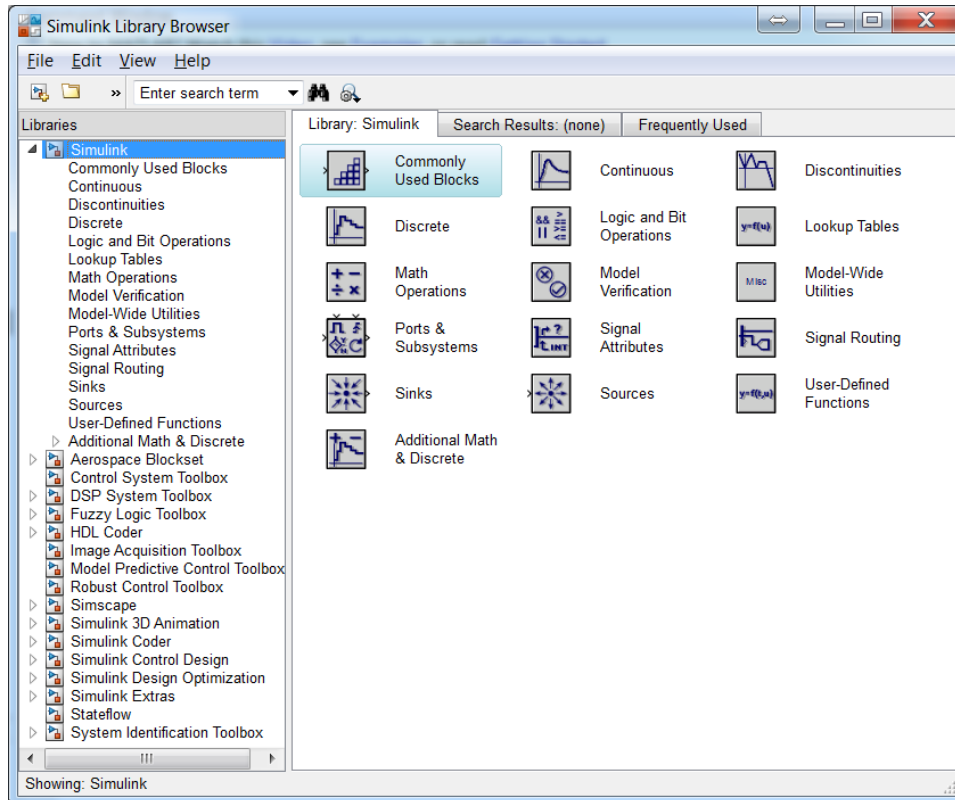 Simulink Library Browser
File Edit View Help
» Enter search term
Libraries
Simulink
Commonly Used Blocks
Continuous
Discontinuities
Discrete
Logic and Bit Operations
Lookup Tables
Math Operations
Model Verification
Model-Wide Utilities
Ports & Subsystems
Signal Attributes
Signal Routing
Sinks
Sources
User-Defined Functions
Additional Math & Discrete
Aerospace Blockset
Control System Toolbox
DSP System Toolbox
Fuzzy Logic Toolbox
HDL Coder
Image Acquisition Toolbox
Model Predictive Control Toolbox
Robust Control Toolbox
Simscape
Simulink 3D Animation
Simulink Coder
Simulink Control Design
Simulink Design Optimization
Simulink Extras
Stateflow
System Identification Toolbox
Library: Simulink Search Results: (none) Frequently Used
Commonly
Used Blocks
Continuous
Discontinuities
Discrete
&& > || >= <=
Logic and Bit
Operations
y=f(u)
Lookup Tables
+ − ÷ ×
Math
Operations
Model
Verification
Misc
Model-Wide
Utilities
Ports &
Subsystems
? INT
Signal
Attributes
Signal Routing
Sinks
Sources
y=f(t,u)
User-Defined
Functions
Additional Math
& Discrete
Showing: Simulink